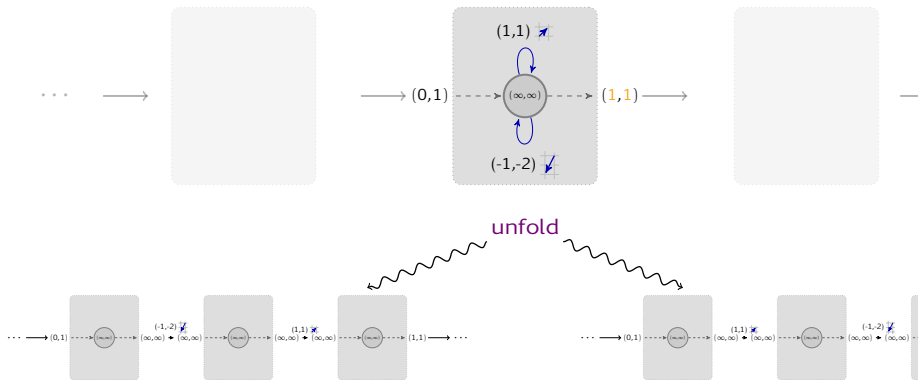 (1,1)
··· (0,1) (∞,∞) (1,1)
(-1,-2)
unfold
(-1,-2) (1,1) (1,1) (-1,-2)
··· (0,1) (∞,∞) (∞,∞) (∞,∞) (∞,∞) (∞,∞) (∞,∞) (∞,∞) (1,1) ··· ··· (0,1) (∞,∞) (∞,∞) (∞,∞) (∞,∞) (∞,∞) (∞,∞)